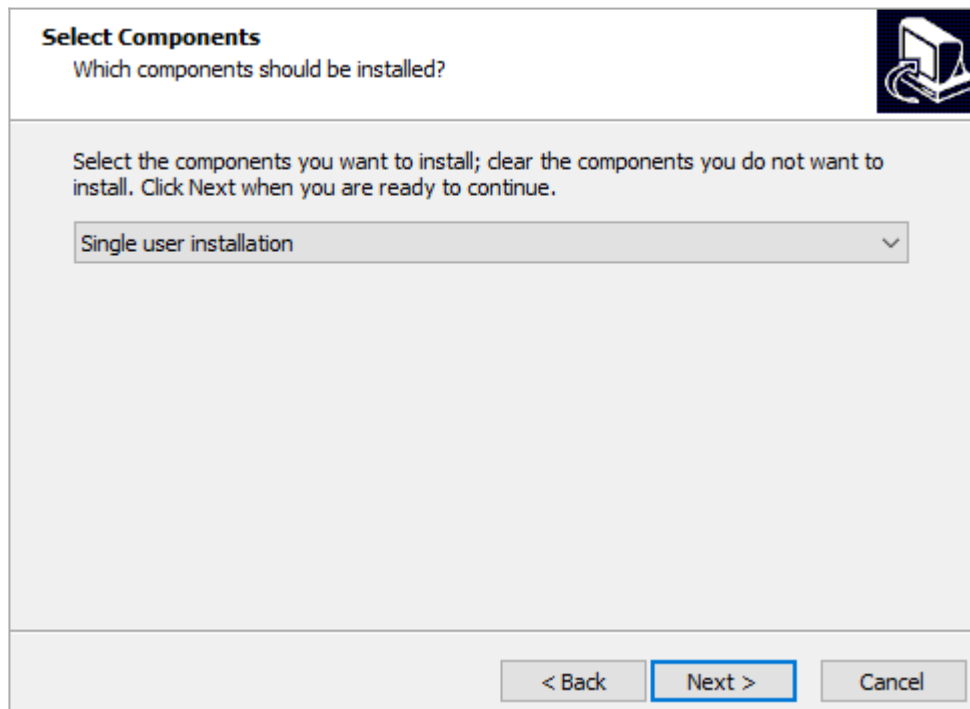 Select Components
Which components should be installed?
Select the components you want to install; clear the components you do not want to
install. Click Next when you are ready to continue.
Single user installation
< Back
Next >
Cancel